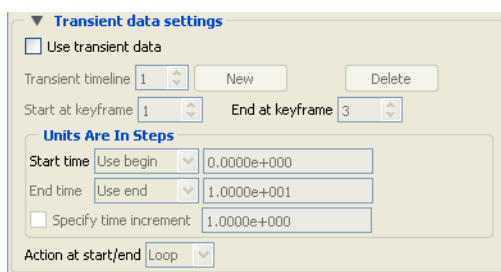 Transient data settings
Use transient data
Transient timeline 1 New Delete
Start at keyframe 1 End at keyframe 3
Units Are In Steps
Start time Use begin 0.0000e+000
End time Use end 1.0000e+001
Specify time increment 1.0000e+000
Action at start/end Loop